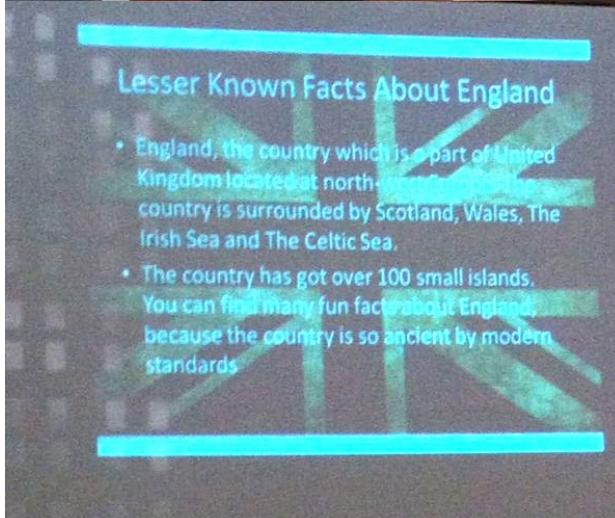 Lesser Known Facts About England
• England, the country which is a part of United
Kingdom located at north-
country is surrounded by Scotland, Wales, The
Irish Sea and The Celtic Sea.
• The country has got over 100 small islands.
You can find many fun facts about England,
because the country is so ancient by modern
standards